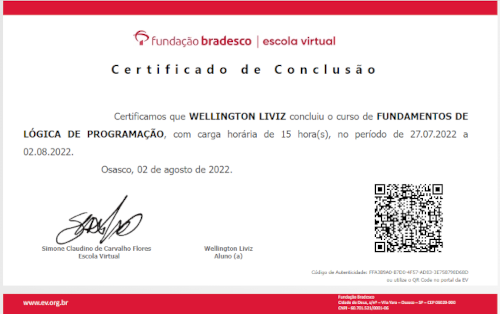 fundação bradesco | escola virtual
Certificado de Conclusão
Certificamos que WELLINGTON LIVIZ concluiu o curso de FUNDAMENTOS DE
LÓGICA DE PROGRAMAÇÃO, com carga horária de 15 hora(s), no período de 27.07.2022 a
02.08.2022.
Osasco, 02 de agosto de 2022.
Simone Claudino de Carvalho Flores
Escola Virtual
Wellington Liviz
Aluno (a)
Código de Autenticidade:
ou utilize o QR Code no portal da EV
www.ev.org.br
Fundação Bradesco
Cidade de Deus, s/nº – Vila Yara – Osasco – SP – CEP 06029-900